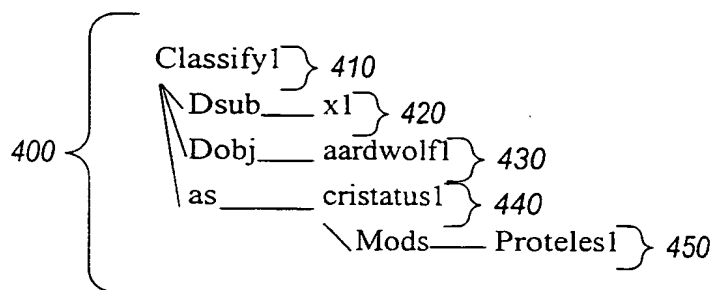 Classify1 410
Dsub x1 420
400 Dobj aardwolf1 430
as cristatus1 440
Mods Proteles1 450